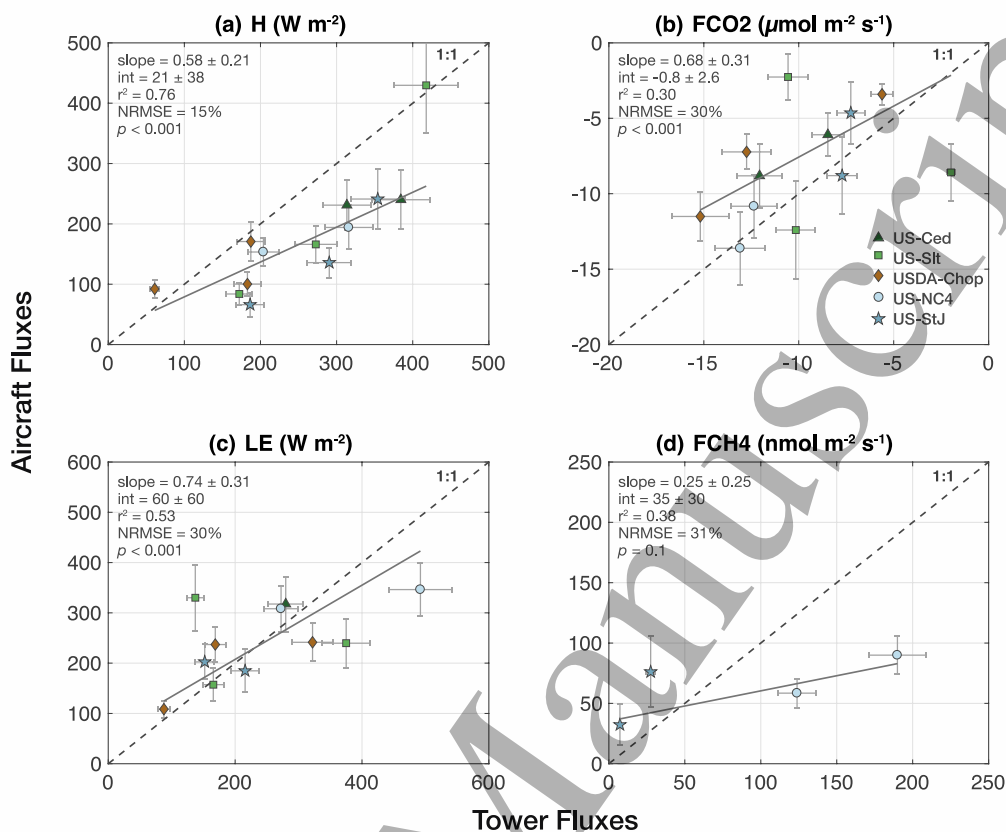 (a) H (W m⁻²)
500
400
300
200
100
0
0
100
200
300
400
500
slope = 0.58 ± 0.21
int = 21 ± 38
r² = 0.76
NRMSE = 15%
p < 0.001
1:1
(b) FCO2 (µmol m⁻² s⁻¹)
-0
-5
-10
-15
-20
-20
-15
-10
-5
0
slope = 0.68 ± 0.31
int = -0.8 ± 2.6
r² = 0.30
NRMSE = 30%
p < 0.001
1:1
US-Ced
US-Slt
USDA-Chop
US-NC4
US-StJ
Aircraft Fluxes
(c) LE (W m⁻²)
600
500
400
300
200
100
0
0
200
400
600
slope = 0.74 ± 0.31
int = 60 ± 60
r² = 0.53
NRMSE = 30%
p < 0.001
1:1
(d) FCH4 (nmol m⁻² s⁻¹)
250
200
150
100
50
0
0
50
100
150
200
250
slope = 0.25 ± 0.25
int = 35 ± 30
r² = 0.38
NRMSE = 31%
p = 0.1
1:1
Tower Fluxes
Manuscrip